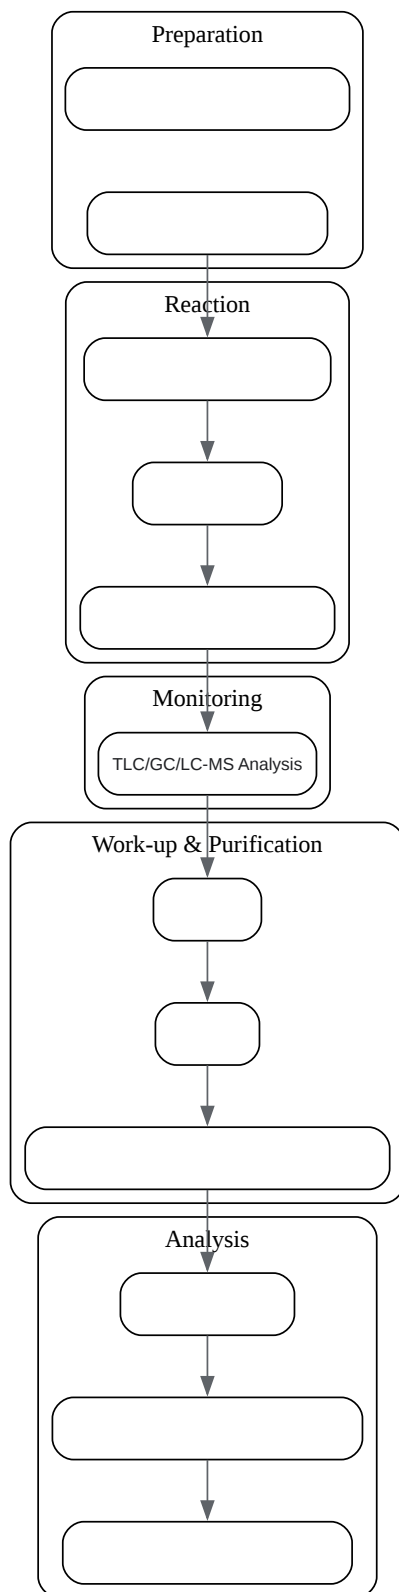 Preparation
Reaction
Monitoring
TLC/GC/LC-MS Analysis
Work-up & Purification
Analysis